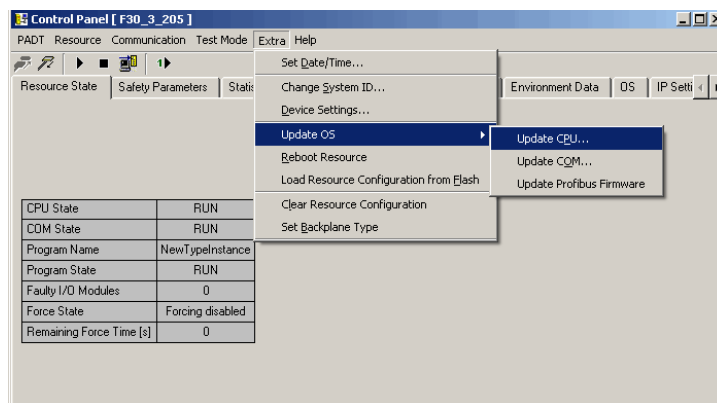 Control Panel [ F30_3_205 ]
PADT Resource Communication Test Mode Extra Help
Resource State Safety Parameters Environment Data OS
Set Date/Time...
Change System ID...
Device Settings...
Update OS
Reboot Resource
Load Resource Configuration from Flash
Clear Resource Configuration
Set Backplane Type
Update CPU...
Update COM...
Update Profibus Firmware
CPU State RUN
COM State RUN
Program Name NewTypeInstance
Program State RUN
Faulty I/O Modules 0
Force State Forcing disabled
Remaining Force Time [s] 0